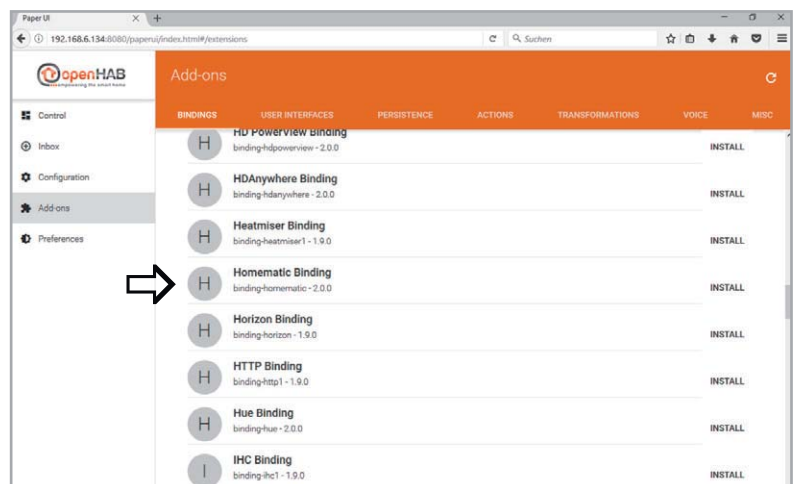 Paper UI
192.168.6.134:8080/paperui/index.html#/extensions
Suchen
openHAB
empowering the smart home
Add-ons
Control
Inbox
Configuration
Add-ons
Preferences
BINDINGS USER INTERFACES PERSISTENCE ACTIONS TRANSFORMATIONS VOICE MISC
H HD PowerView Binding
binding-hdpowerview - 2.0.0 INSTALL
H HDAnywhere Binding
binding-hdanywhere - 2.0.0 INSTALL
H Heatmiser Binding
binding-heatmiser1 - 1.9.0 INSTALL
H Homematic Binding
binding-homematic - 2.0.0 INSTALL
H Horizon Binding
binding-horizon - 1.9.0 INSTALL
H HTTP Binding
binding-http1 - 1.9.0 INSTALL
H Hue Binding
binding-hue - 2.0.0 INSTALL
I IHC Binding
binding-ihc1 - 1.9.0 INSTALL